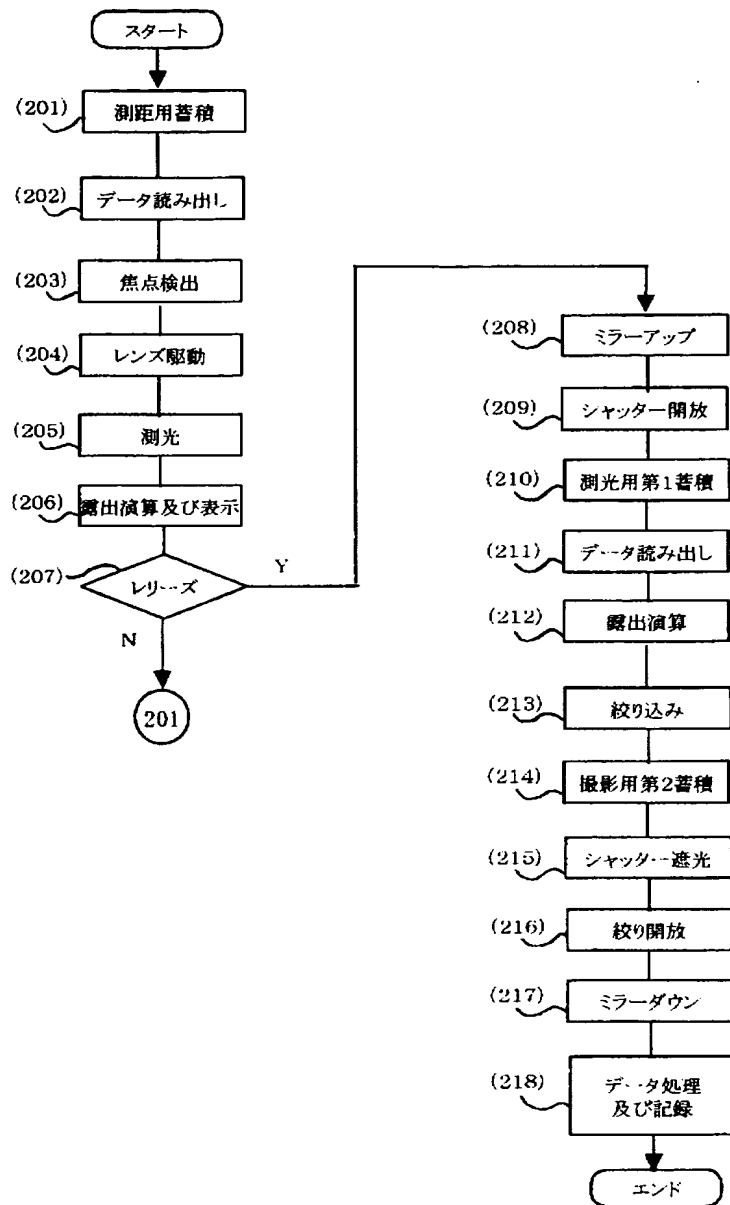 スタート
(201) 測距用蓄積
(202) データ読み出し
(203) 焦点検出
(204) レンズ駆動
(205) 測光
(206) 露出演算及び表示
(207) レリーズ
Y
N
201
(208) ミラーアップ
(209) シャッター開放
(210) 測光用第1蓄積
(211) データ読み出し
(212) 露出演算
(213) 絞り込み
(214) 撮影用第2蓄積
(215) シャッター遮光
(216) 絞り開放
(217) ミラーダウン
(218) データ処理
及び記録
エンド